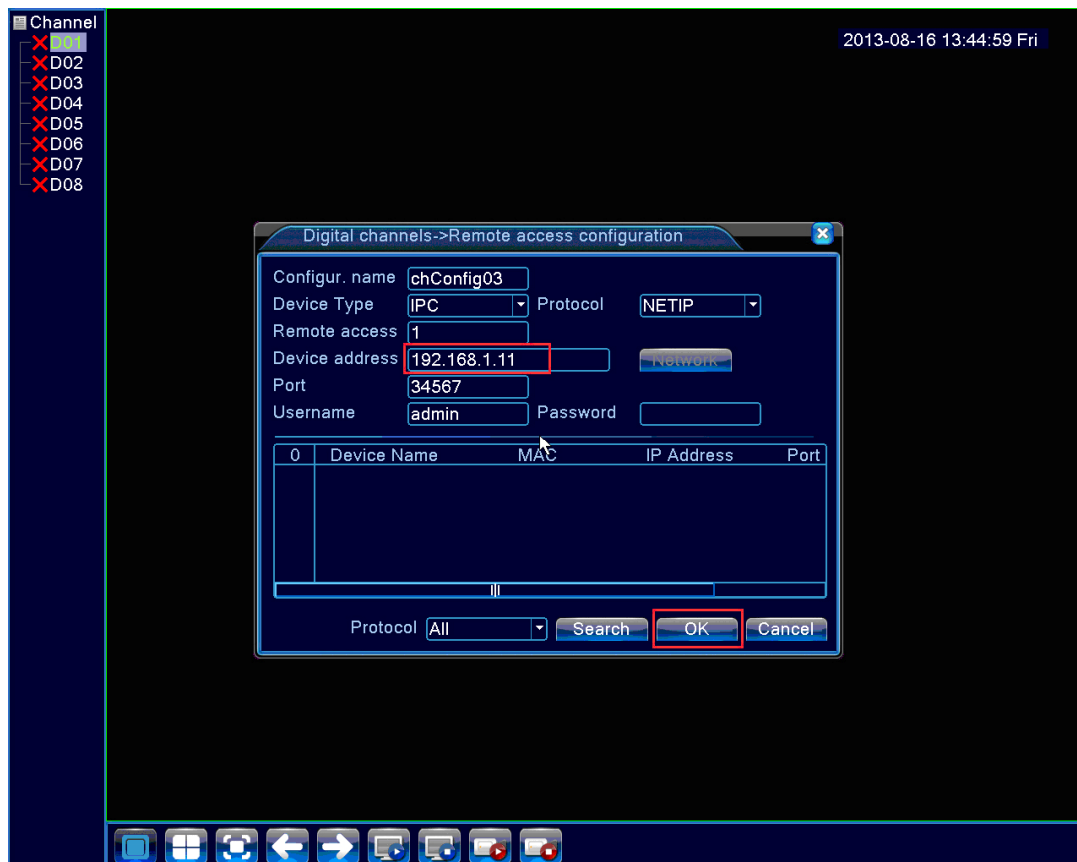 Channel
D01
D02
D03
D04
D05
D06
D07
D08
2013-08-16 13:44:59 Fri
Digital channels->Remote access configuration
Configur. name chConfig03
Device Type IPC Protocol NETIP
Remote access 1
Device address 192.168.1.11 Network
Port 34567
Username admin Password
0 Device Name MAC IP Address Port
Protocol All Search OK Cancel